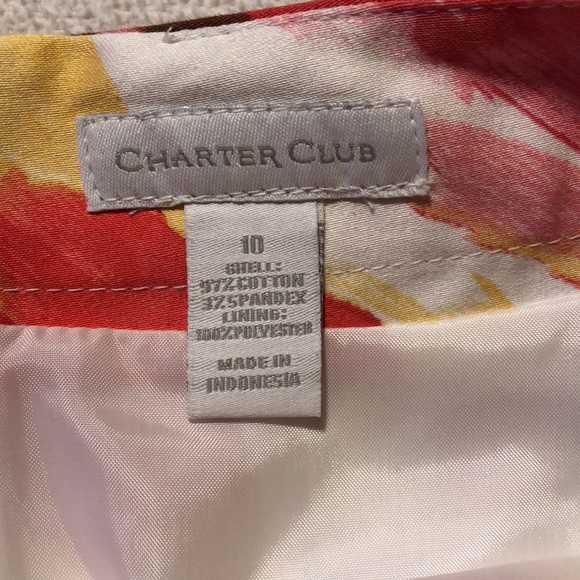 CHARTER CLUB
10
SHELL:
97%COTTON
3%SPANDEX
LINING:
100%POLYESTER
MADE IN
INDONESIA